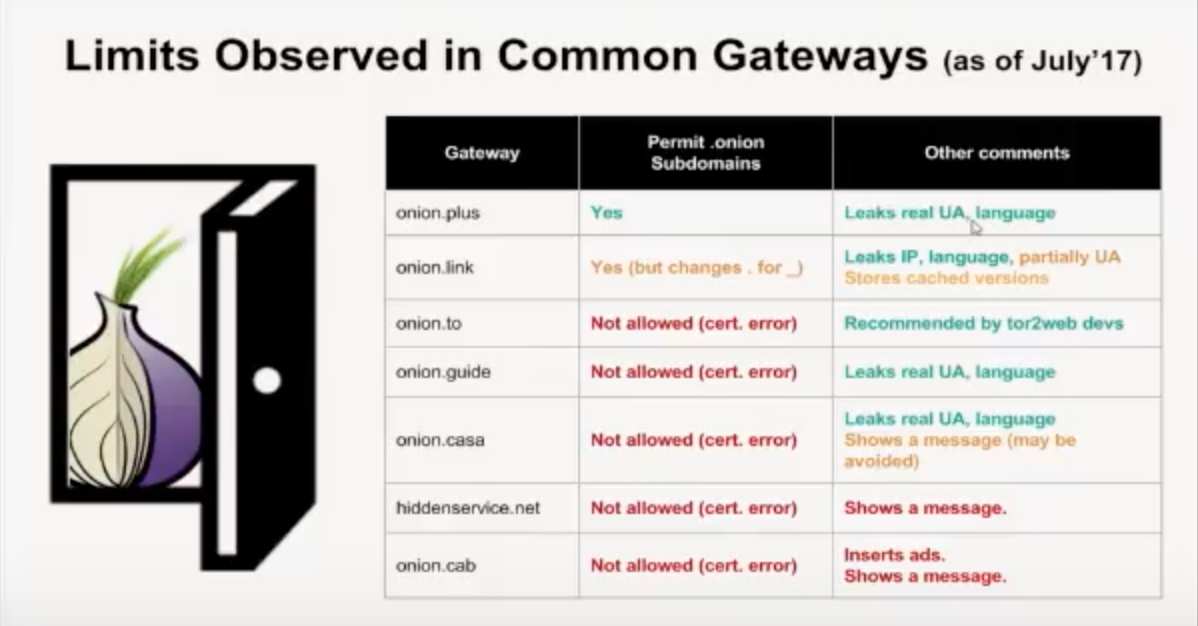 Limits Observed in Common Gateways (as of July'17)
Gateway
Permit .onion
Subdomains
Other comments
onion.plus
Yes
Leaks real UA, language
onion.link
Yes (but changes . for _)
Leaks IP, language, partially UA
Stores cached versions
onion.to
Not allowed (cert. error)
Recommended by tor2web devs
onion.guide
Not allowed (cert. error)
Leaks real UA, language
onion.casa
Not allowed (cert. error)
Leaks real UA, language
Shows a message (may be
avoided)
hiddenservice.net
Not allowed (cert. error)
Shows a message.
onion.cab
Not allowed (cert. error)
Inserts ads.
Shows a message.